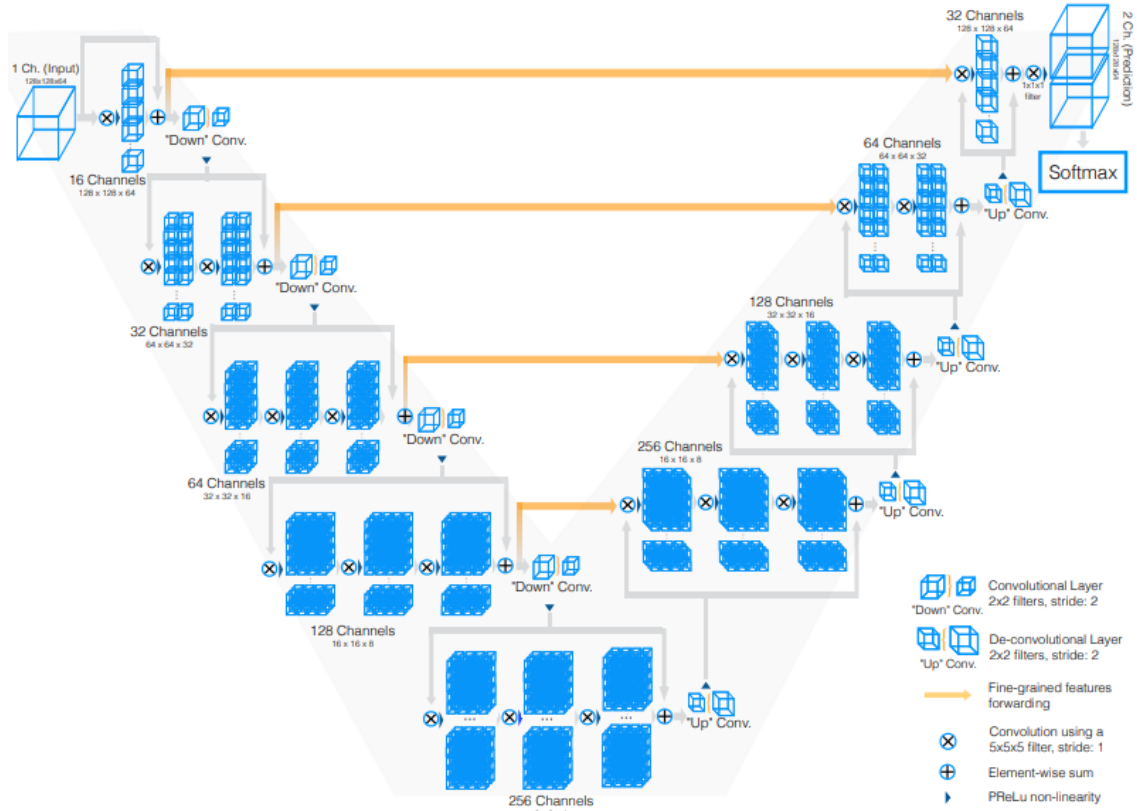 1 Ch. (Input)
128x128x64
"Down" Conv.
16 Channels
128 x 128 x 64
"Down" Conv.
32 Channels
64 x 64 x 32
"Down" Conv.
64 Channels
32 x 32 x 16
"Down" Conv.
128 Channels
16 x 16 x 8
256 Channels
"Up" Conv.
256 Channels
16 x 16 x 8
"Up" Conv.
128 Channels
32 x 32 x 16
"Up" Conv.
64 Channels
64 x 64 x 32
"Up" Conv.
32 Channels
128 x 128 x 64
1x1x1
filter
2 Ch. (Prediction)
128x128x64
Softmax
"Down" Conv.
Convolutional Layer
2x2 filters, stride: 2
"Up" Conv.
De-convolutional Layer
2x2 filters, stride: 2
Fine-grained features
forwarding
Convolution using a
5x5x5 filter, stride: 1
Element-wise sum
PReLu non-linearity